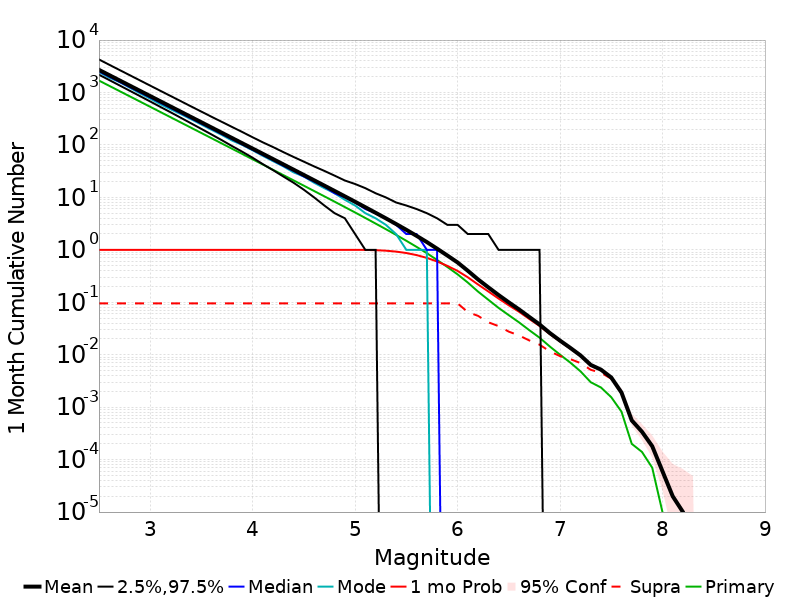 10^4
10^3
10^2
10^1
10^0
10^-1
10^-2
10^-3
10^-4
10^-5
1 Month Cumulative Number
3 4 5 6 7 8 9
Magnitude
Mean 2.5%,97.5% Median Mode 1 mo Prob 95% Conf Supra Primary